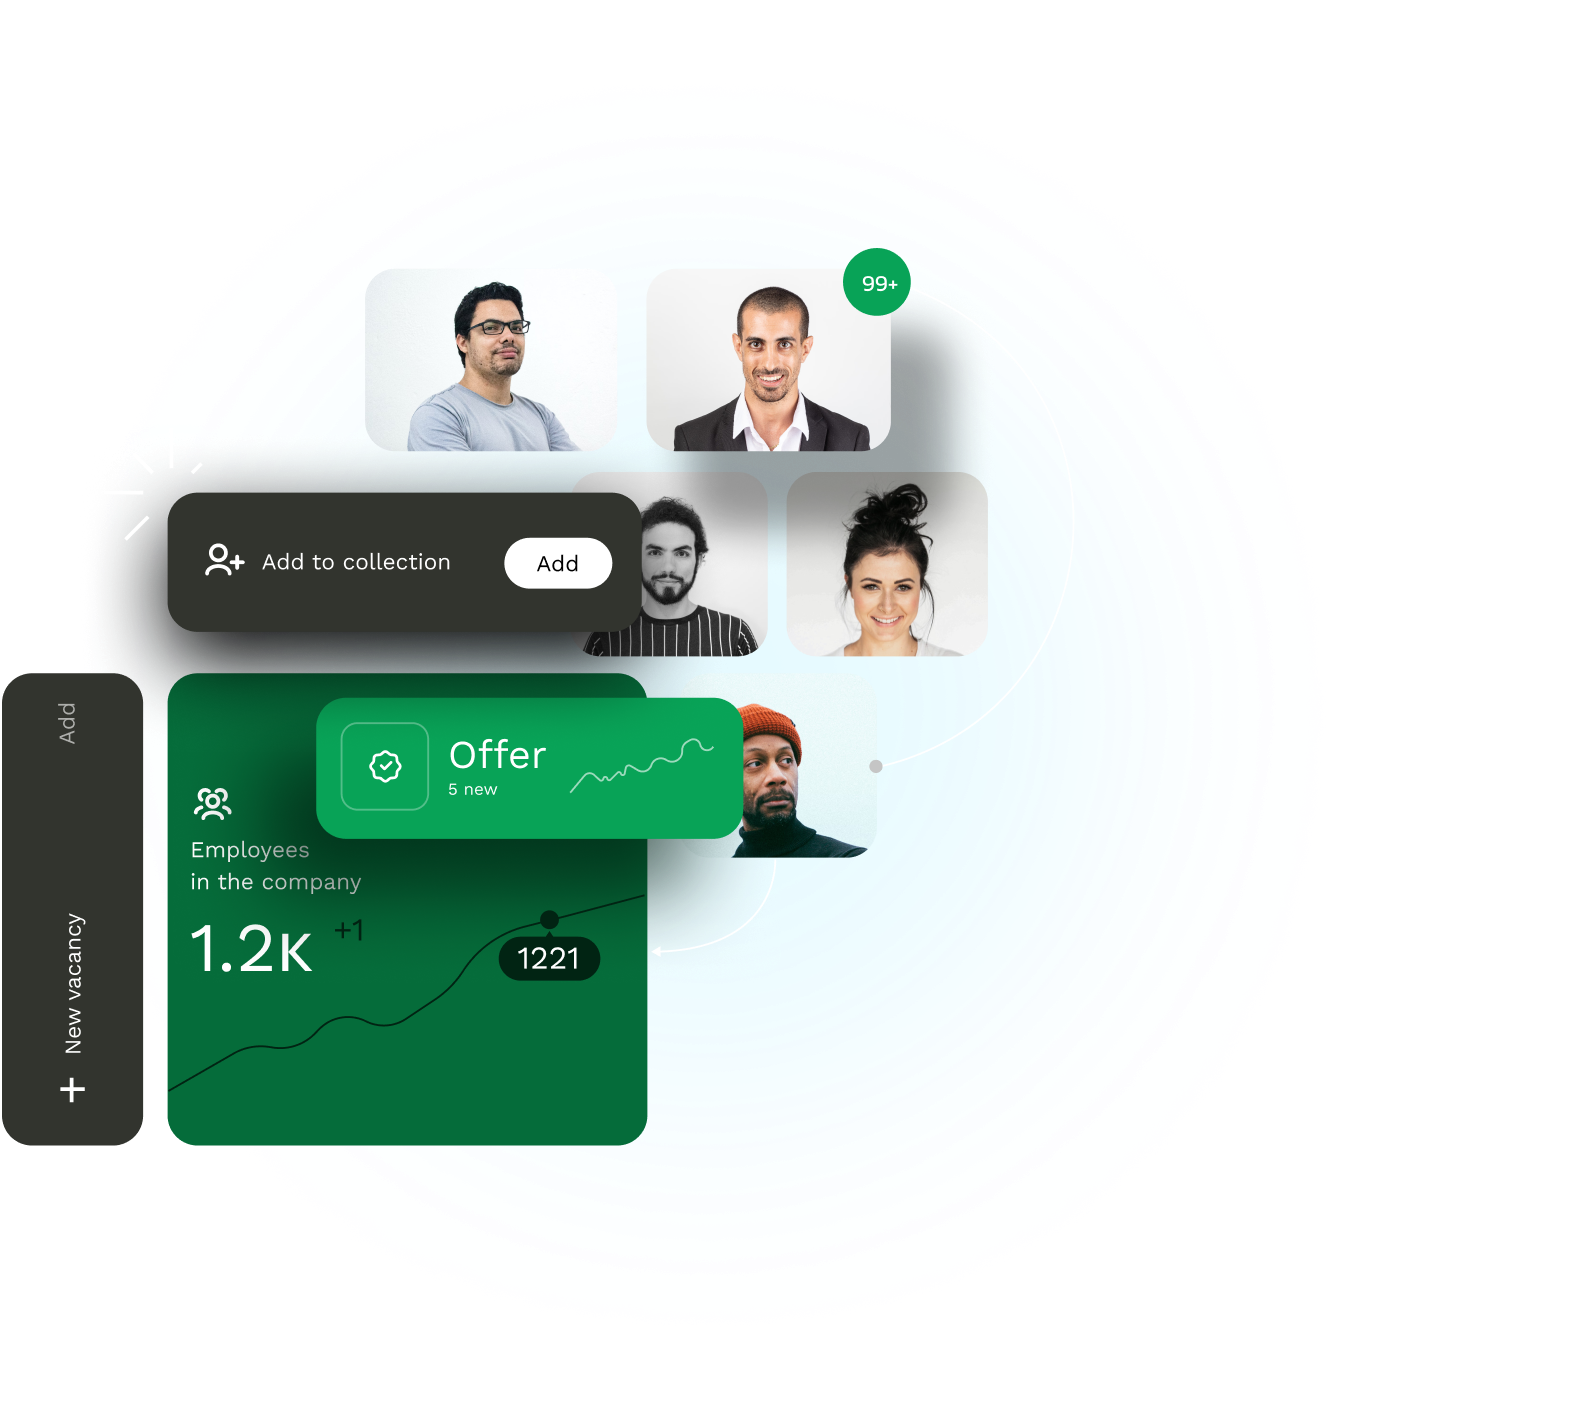 99+
Add to collection
Add
Add
New vacancy
Offer
5 new
Employees
in the company
1.2K
+1
1221